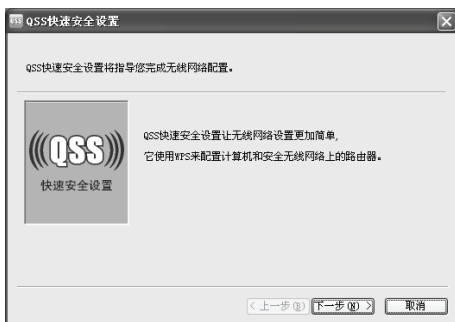 QSS快速安全设置
QSS快速安全设置将指导您完成无线网络配置。
QSS
快速安全设置
QSS快速安全设置让无线网络设置更加简单,
它使用WPS来配置计算机和安全无线网络上的路由器。
< 上一步(B)
下一步(N) >
取消